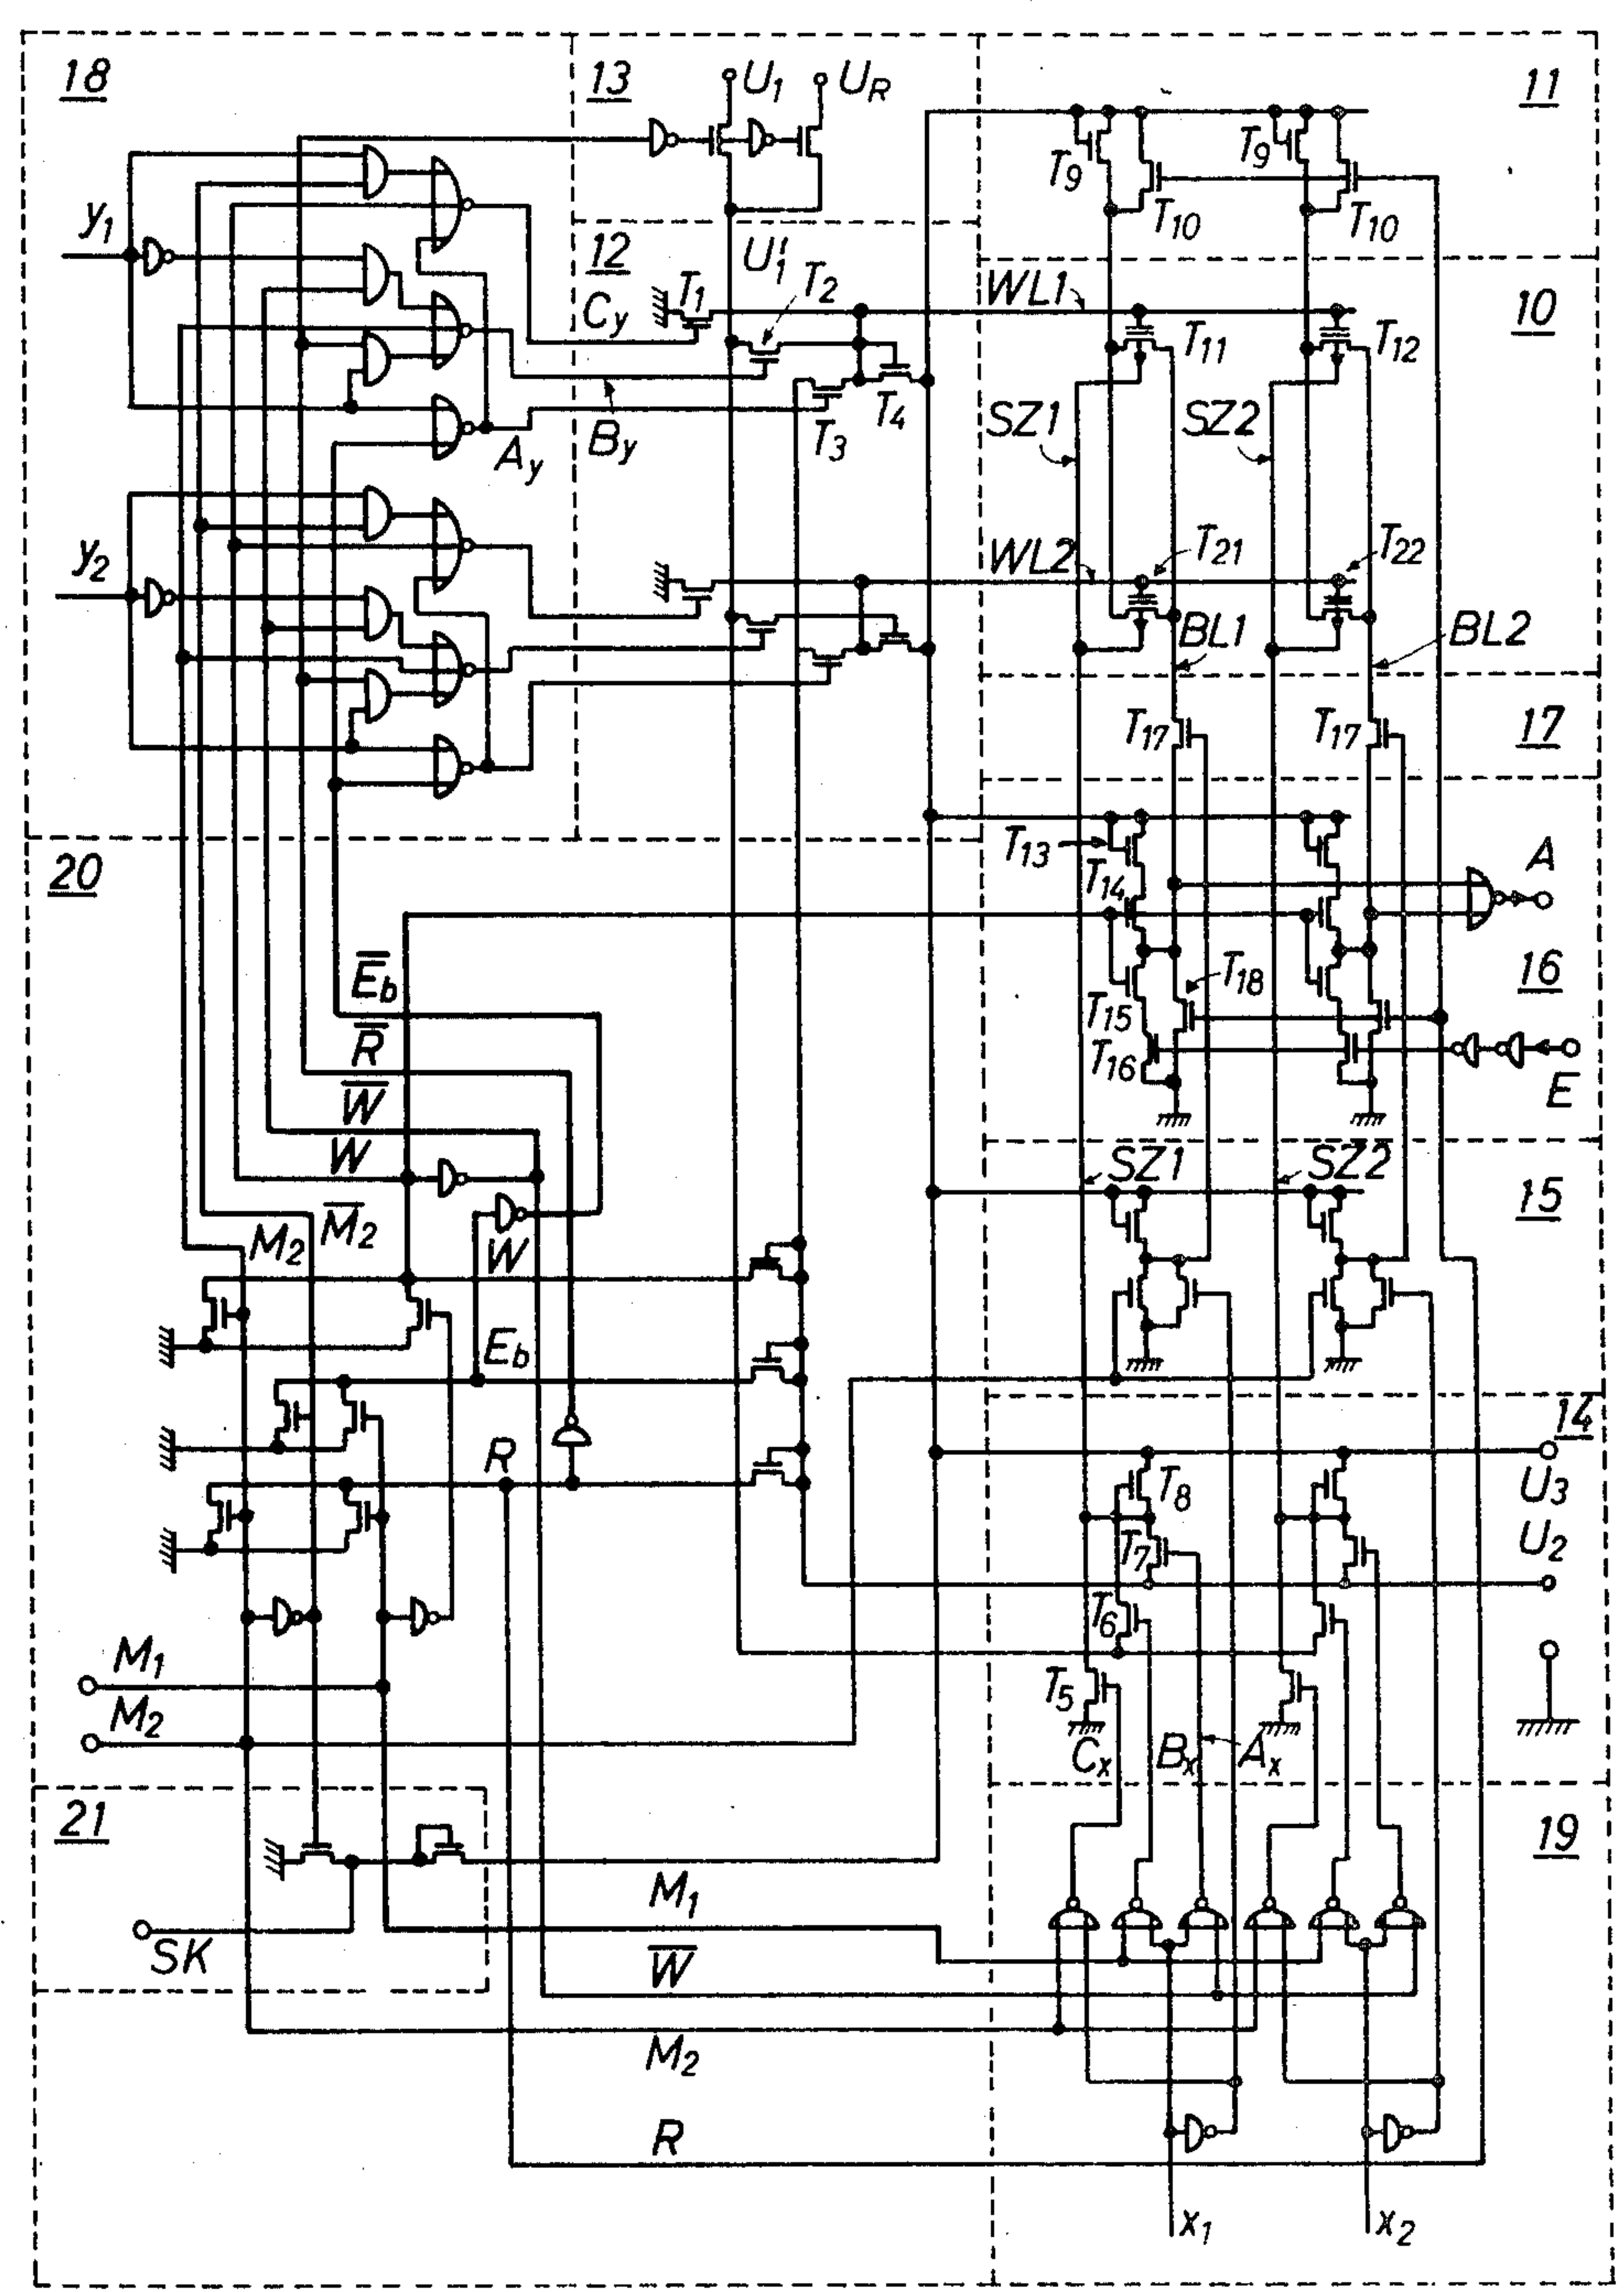 18
13
U1
UR
11
T9
T9
y1
T10
T10
12
U1'
Cy
T1
T2
WL1
10
T11
T12
By
T3
T4
SZ1
SZ2
Ay
y2
WL2
T21
T22
BL1
BL2
T17
T17
17
20
T13
A
T14
E̅b
T18
16
R̅
T15
T16
E
W̅
W
SZ1
SZ2
15
M2
M̅2
W
Eb
14
R
T8
U3
T7
U2
T6
M1
T5
M2
Cx
Bx
Ax
21
19
M1
SK
W̅
M2
R
x1
x2